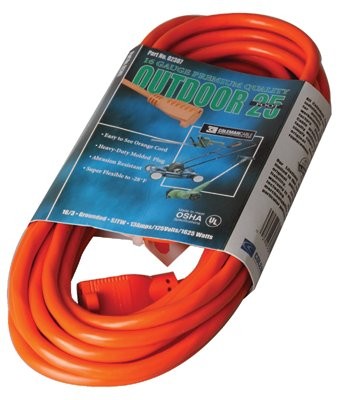 Part No. 02307
16 GAUGE PREMIUM QUALITY
OUTDOOR 25
FOOT
COLEMAN CABLE
• Easy to See Orange Cord
• Heavy-Duty Molded Plug
• Abrasion Resistant
• Super Flexible to -20°F
OSHA
UL
16/3 • Grounded • SJTW • 13Amps/125Volts/1625 Watts